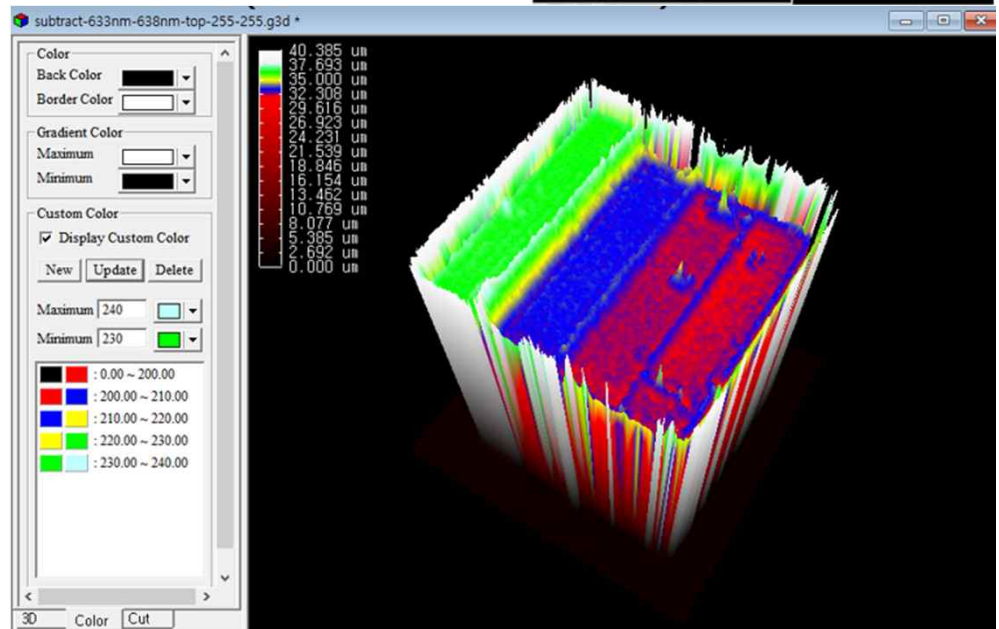 subtract-633nm-638nm-top-255-255.g3d *
Color
Back Color
Border Color
Gradient Color
Maximum
Minimum
Custom Color
Display Custom Color
New Update Delete
Maximum 240
Minimum 230
: 0.00 ~ 200.00
: 200.00 ~ 210.00
: 210.00 ~ 220.00
: 220.00 ~ 230.00
: 230.00 ~ 240.00
3D Color Cut
40.385 um
37.693 um
35.000 um
32.308 um
29.616 um
26.923 um
24.231 um
21.539 um
18.846 um
16.154 um
13.462 um
10.769 um
8.077 um
5.385 um
2.692 um
0.000 um